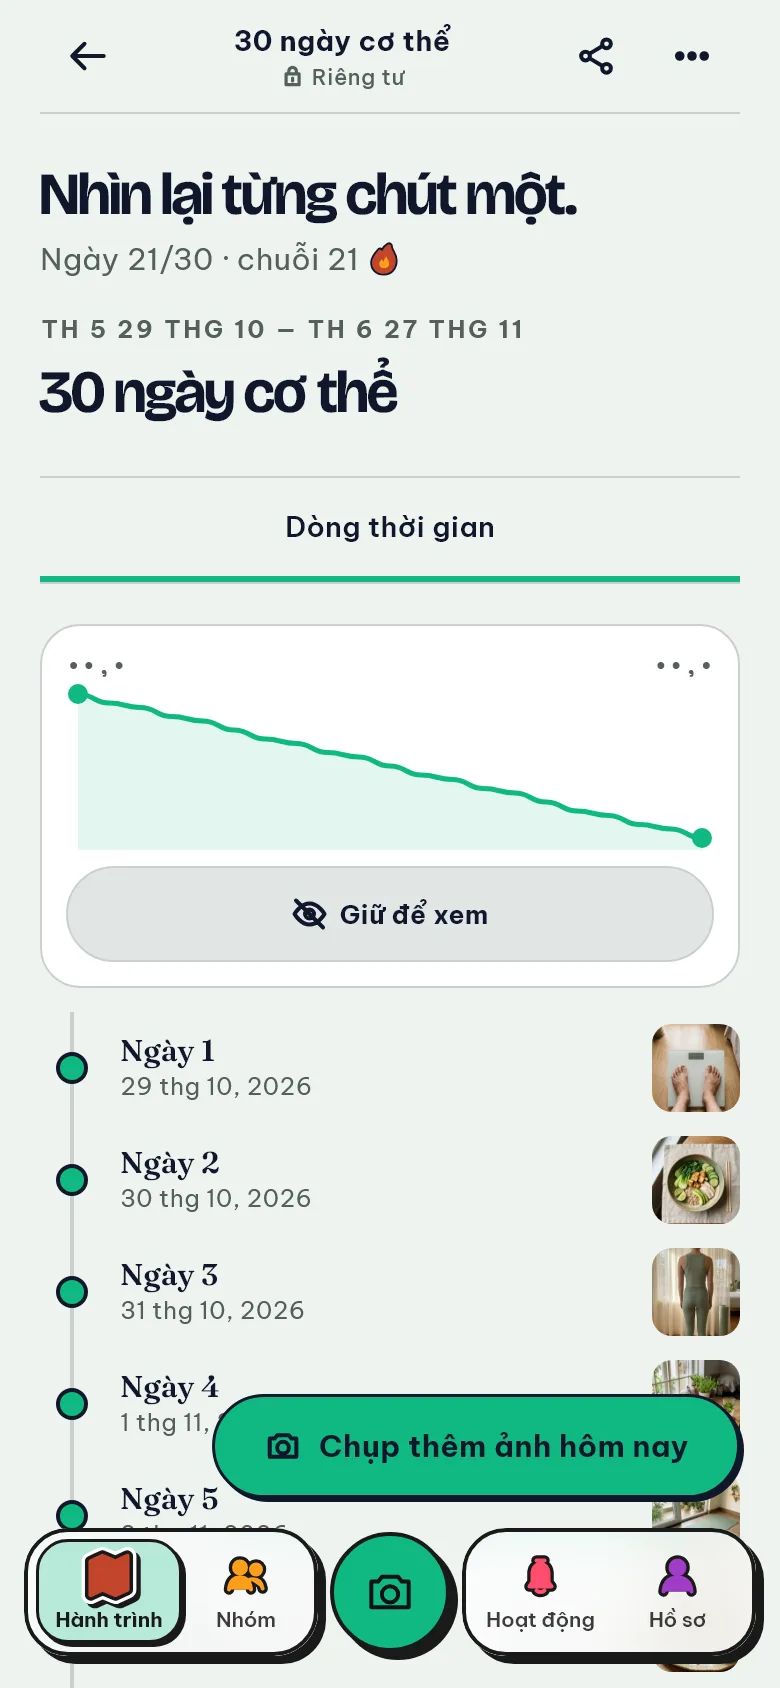 30 ngày cơ thể
Riêng tư
Nhìn lại từng chút một.
Ngày 21/30 · chuỗi 21
TH 5 29 THG 10 – TH 6 27 THG 11
30 ngày cơ thể
Dòng thời gian
••,• ••,•
Giữ để xem
Ngày 1
29 thg 10, 2026
Ngày 2
30 thg 10, 2026
Ngày 3
31 thg 10, 2026
Ngày 4
1 thg 11,
Chụp thêm ảnh hôm nay
Ngày 5
Hành trình
Nhóm
Hoạt động
Hồ sơ